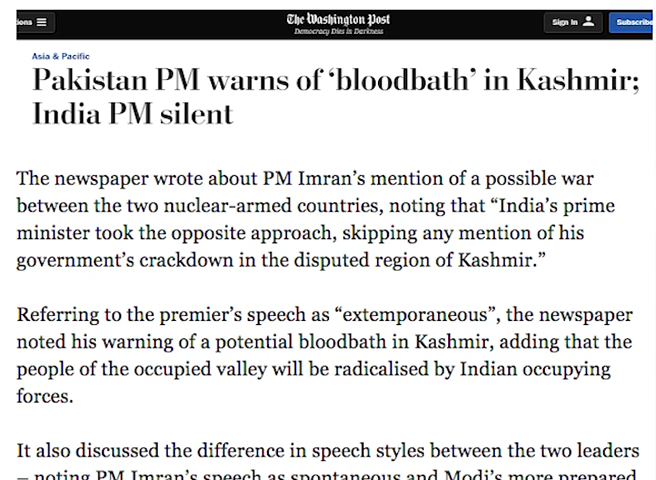 ions
The Washington Post
Democracy Dies in Darkness
Sign In
Subscribe
Asia & Pacific
Pakistan PM warns of ‘bloodbath’ in Kashmir;
India PM silent
The newspaper wrote about PM Imran’s mention of a possible war
between the two nuclear-armed countries, noting that “India’s prime
minister took the opposite approach, skipping any mention of his
government’s crackdown in the disputed region of Kashmir.”
Referring to the premier’s speech as “extemporaneous”, the newspaper
noted his warning of a potential bloodbath in Kashmir, adding that the
people of the occupied valley will be radicalised by Indian occupying
forces.
It also discussed the difference in speech styles between the two leaders
– noting PM Imran’s speech as spontaneous and Modi’s more prepared